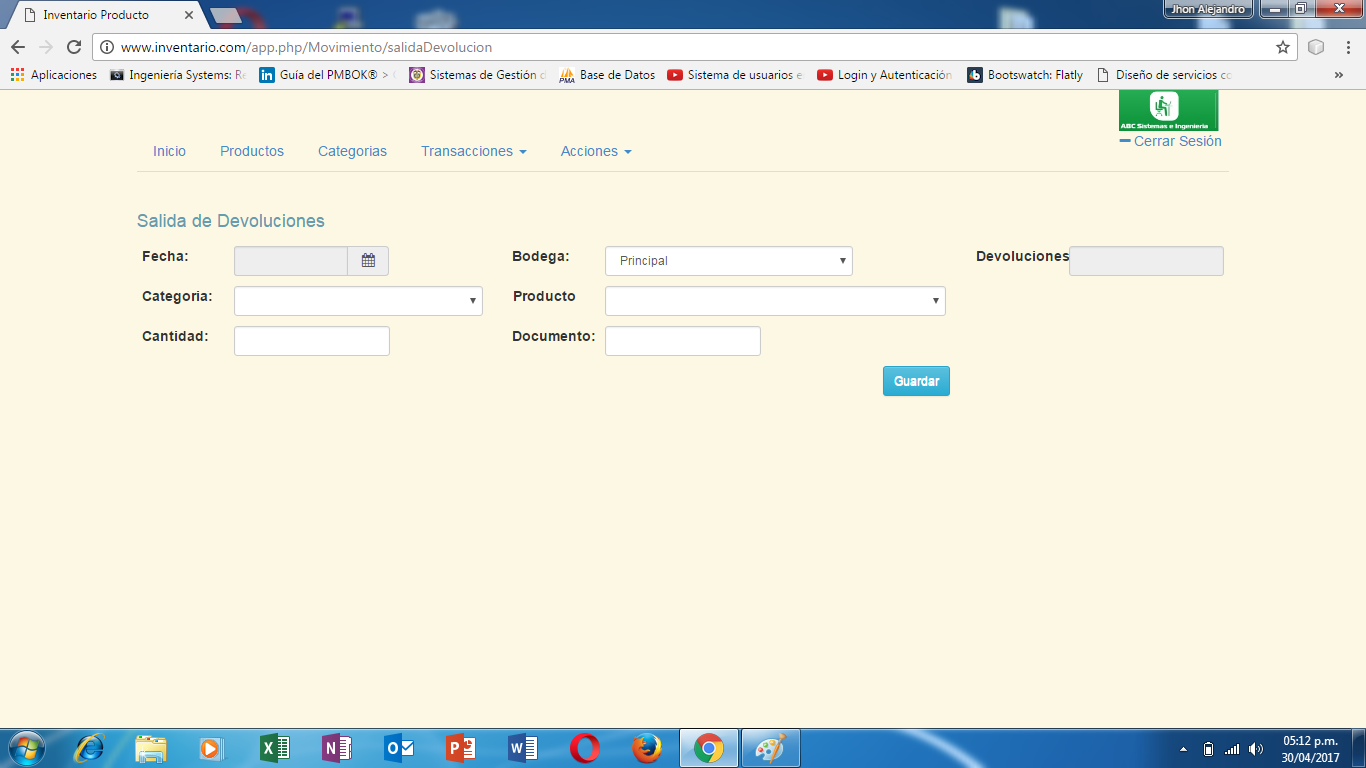 Inventario Producto
Jhon Alejandro
www.inventario.com/app.php/Movimiento/salidaDevolucion
Aplicaciones Ingeniería Systems: Re Guía del PMBOK® > Sistemas de Gestión d Base de Datos Sistema de usuarios e Login y Autenticación Bootswatch: Flatly Diseño de servicios co »
ABC Sistemas e Ingeniería
Inicio Productos Categorias Transacciones Acciones Cerrar Sesión
Salida de Devoluciones
Fecha: Bodega: Principal Devoluciones
Categoria: Producto
Cantidad: Documento:
Guardar
05:12 p.m.
30/04/2017